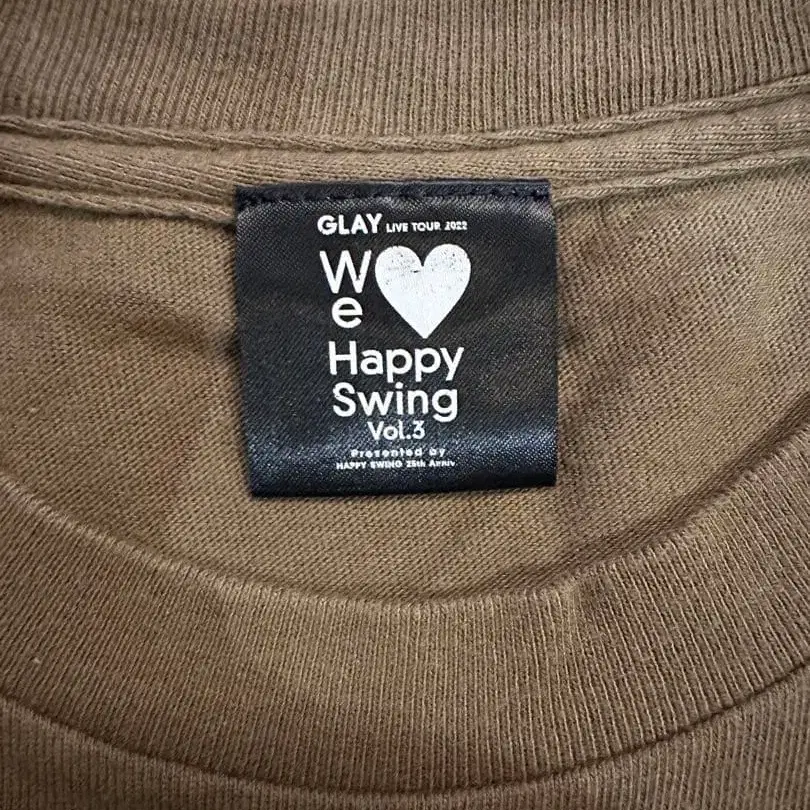 GLAY LIVE TOUR 2022
We
Happy
Swing
Vol.3
Presented by
HAPPY SWING 25th Anniv.